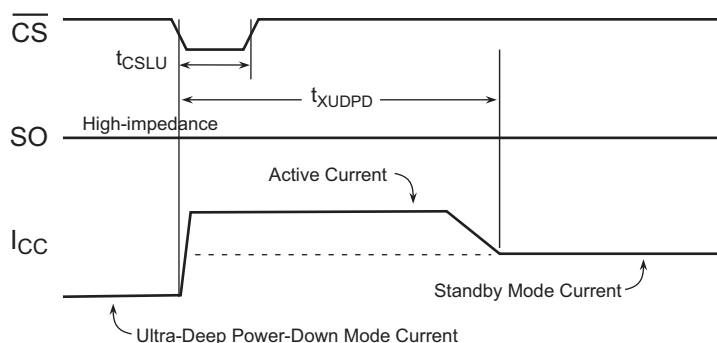 CS
tCSLU
tXUDPD
High-impedance
SO
Active Current
ICC
Standby Mode Current
Ultra-Deep Power-Down Mode Current